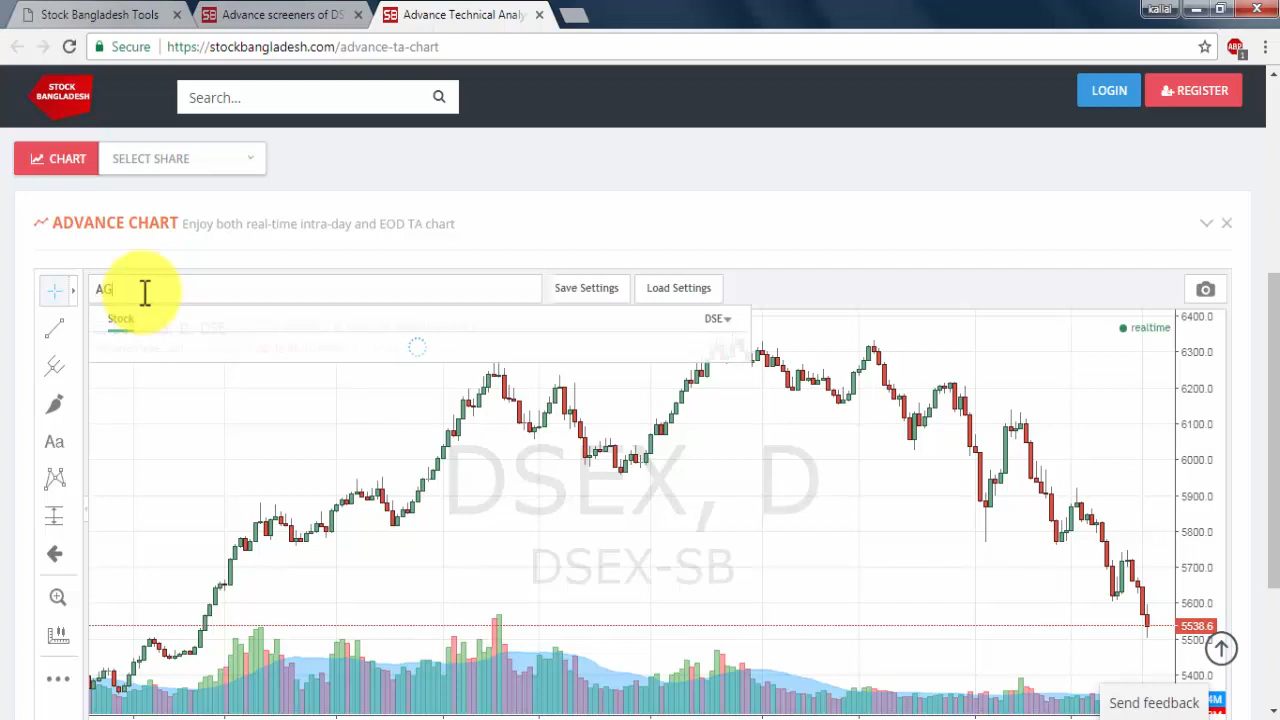 Stock Bangladesh Tools
Advance screeners of DS
Advance Technical Analy
kallal
Secure
https://stockbangladesh.com/advance-ta-chart
ABP
1
STOCK
BANGLADESH
Search...
LOGIN
REGISTER
CHART
SELECT SHARE
ADVANCE CHART Enjoy both real-time intra-day and EOD TA chart
AG
Save Settings
Load Settings
Stock
DSE
realtime
6400.0
6300.0
6200.0
6100.0
6000.0
5900.0
5800.0
5700.0
5600.0
5538.6
5500.0
5400.0
DSEX, D
DSEX-SB
Aa
Send feedback